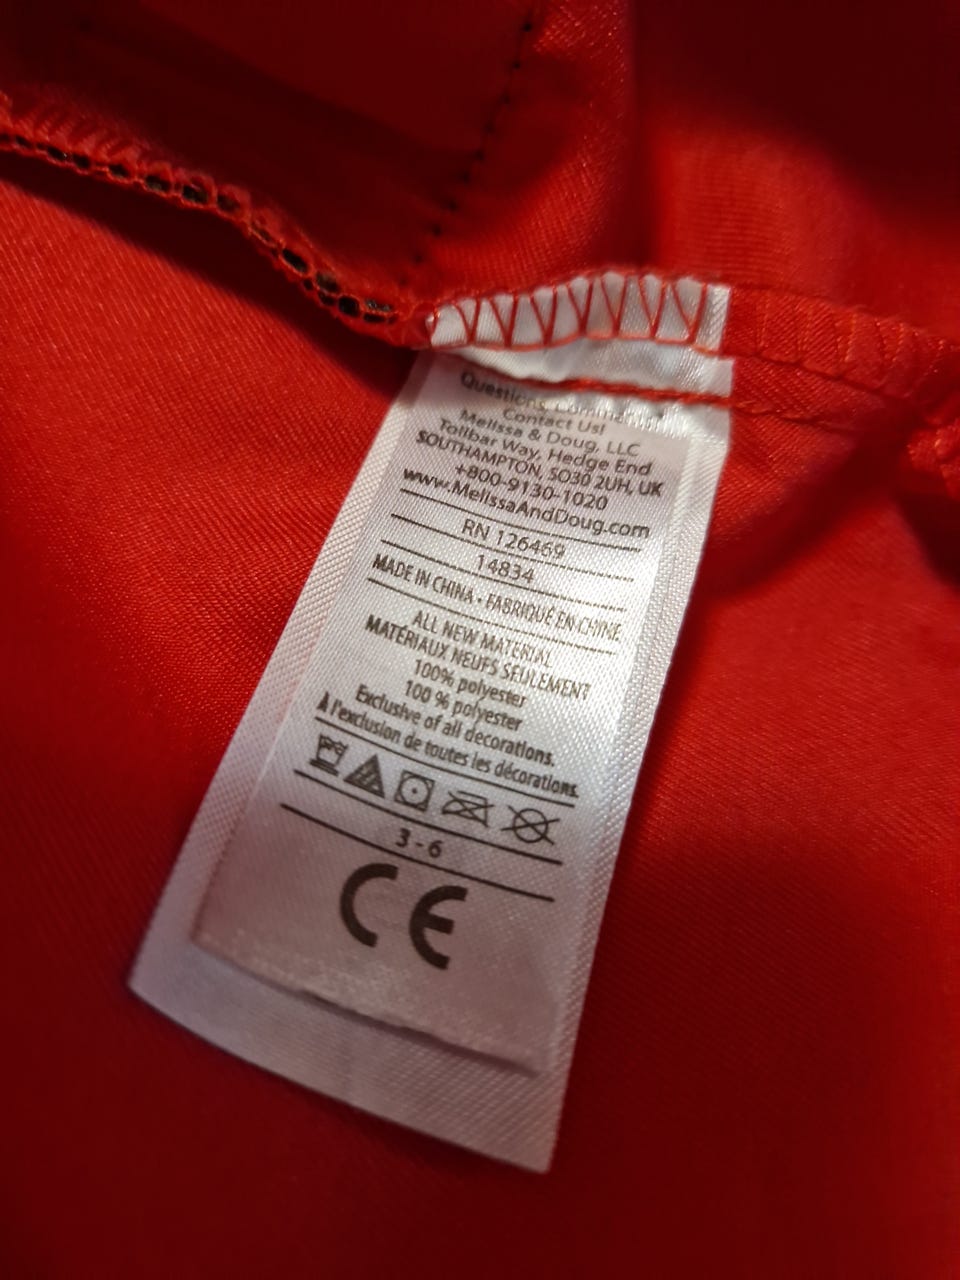 Questions, Comments
Contact Us!
Melissa & Doug, LLC
Tollbar Way, Hedge End
SOUTHAMPTON, SO30 2UH, UK
+800-9130-1020
www.MelissaAndDoug.com
RN 126469
14834
MADE IN CHINA • FABRIQUÉ EN CHINE
ALL NEW MATERIAL
MATÉRIAUX NEUFS SEULEMENT
100% polyester
100 % polyester
Exclusive of all decorations.
À l'exclusion de toutes les décorations.
3 - 6
CE